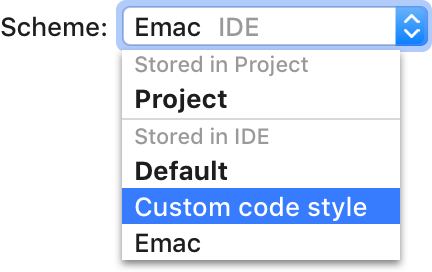 Scheme: Emac IDE
Stored in Project
Project
Stored in IDE
Default
Custom code style
Emac